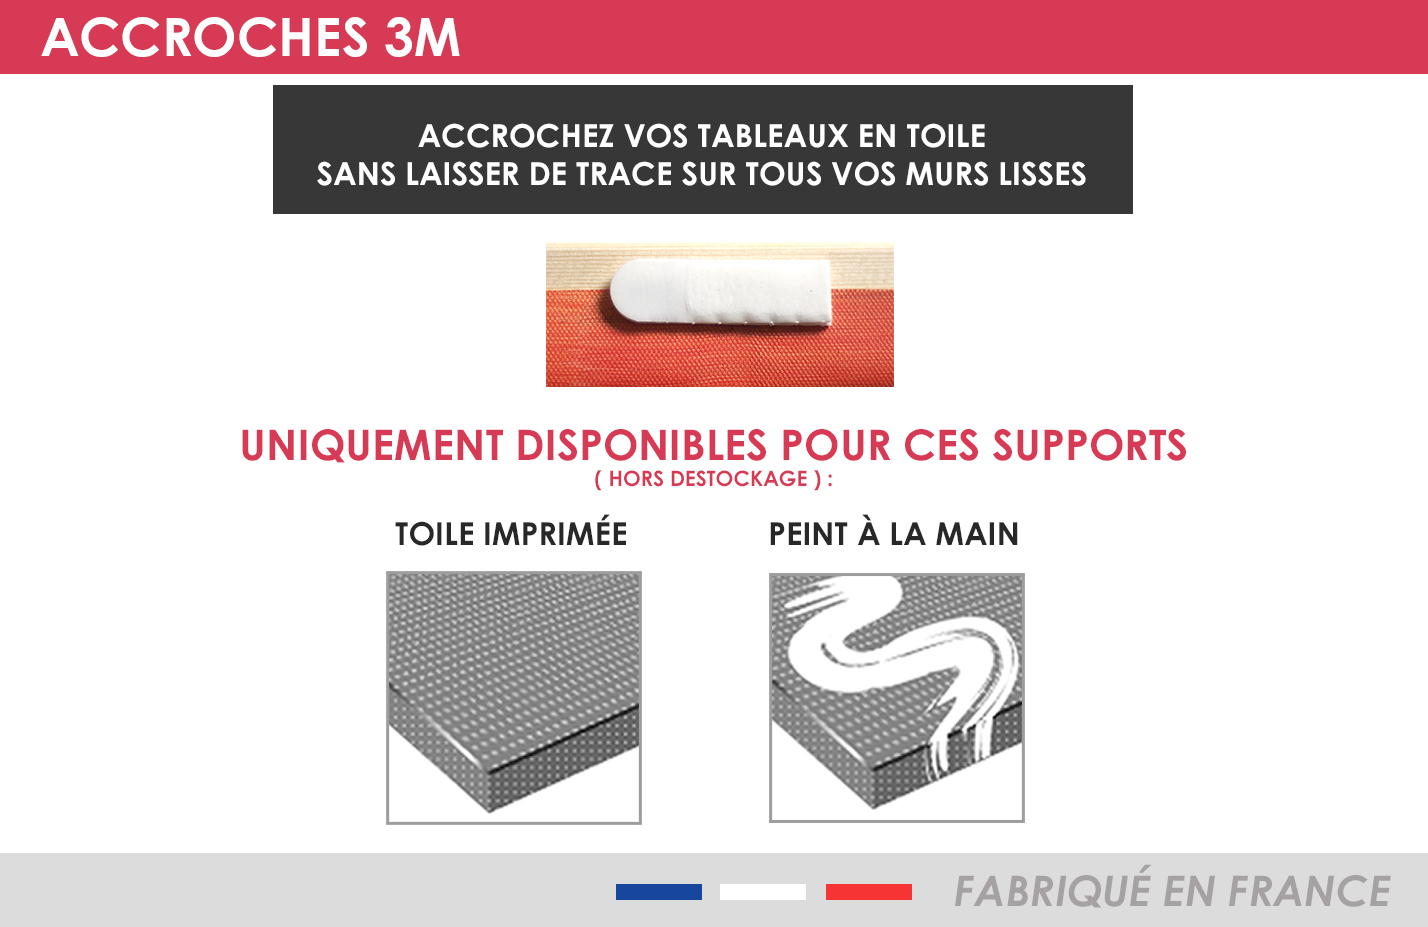 ACCROCHES 3M
ACCROCHEZ VOS TABLEAUX EN TOILE
SANS LAISSER DE TRACE SUR TOUS VOS MURS LISSES
UNIQUEMENT DISPONIBLES POUR CES SUPPORTS
( HORS DESTOCKAGE ) :
TOILE IMPRIMÉE
PEINT À LA MAIN
FABRIQUÉ EN FRANCE